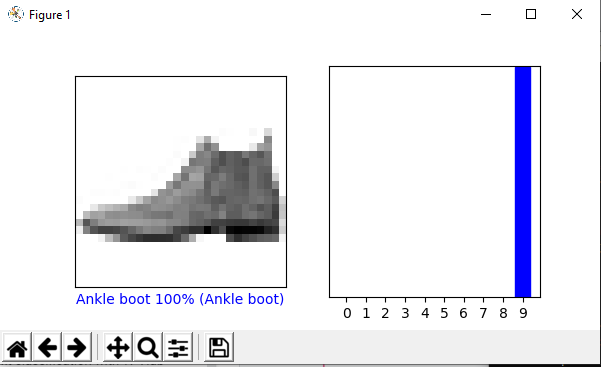 Figure 1
Ankle boot 100% (Ankle boot)
0 1 2 3 4 5 6 7 8 9